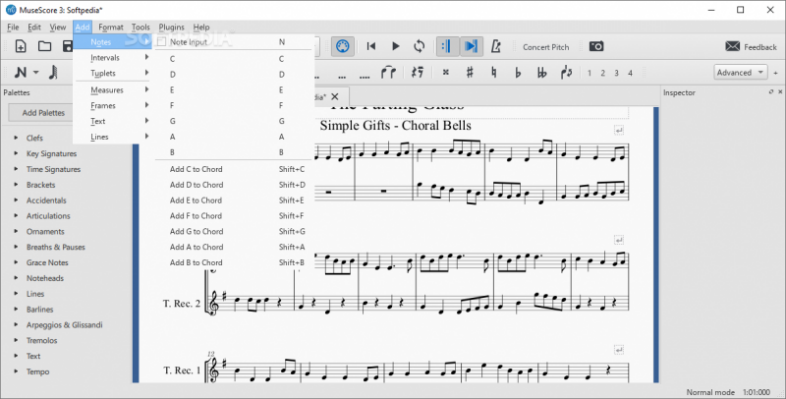 MuseScore 3: Softpedia*
File Edit View Add Format Tools Plugins Help
SOFTPEDIA
Concert Pitch
Feedback
1 2 3 4
Advanced
Palettes
Add Palettes
Clefs
Key Signatures
Time Signatures
Brackets
Accidentals
Articulations
Ornaments
Breaths & Pauses
Grace Notes
Noteheads
Lines
Barlines
Arpeggios & Glissandi
Tremolos
Text
Tempo
Notes
Intervals
Tuplets
Measures
Frames
Text
Lines
Note Input N
C C
D D
E E
F F
G G
A A
B B
Add C to Chord Shift+C
Add D to Chord Shift+D
Add E to Chord Shift+E
Add F to Chord Shift+F
Add G to Chord Shift+G
Add A to Chord Shift+A
Add B to Chord Shift+B
The Parting Glass
Simple Gifts - Choral Bells
T. Rec. 2
12
T. Rec. 1
Inspector
Normal mode 1:01:000